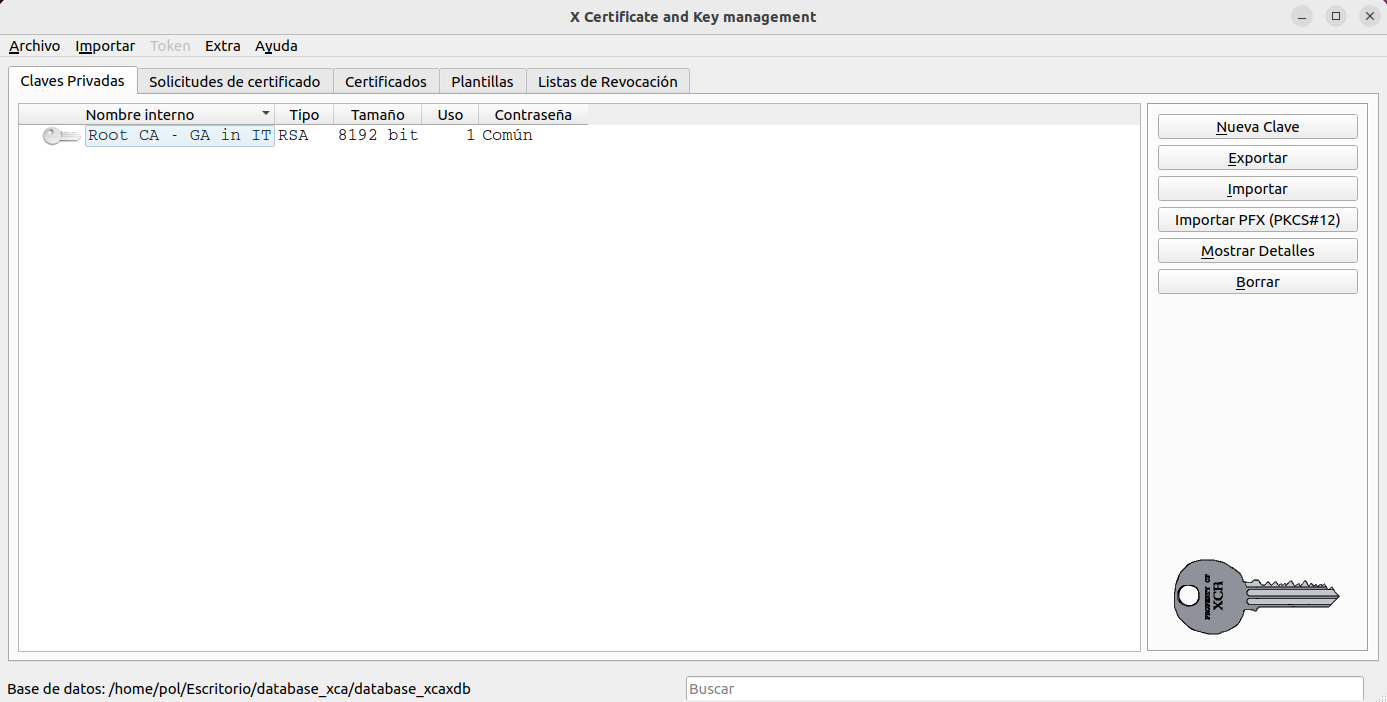 X Certificate and Key management
Archivo Importar Token Extra Ayuda
Claves Privadas Solicitudes de certificado Certificados Plantillas Listas de Revocación
Nombre interno Tipo Tamaño Uso Contraseña
Root CA - GA in IT RSA 8192 bit 1 Común
Nueva Clave
Exportar
Importar
Importar PFX (PKCS#12)
Mostrar Detalles
Borrar
PROPERTY OF
XCA
Base de datos: /home/pol/Escritorio/database_xca/database_xcaxdb
Buscar